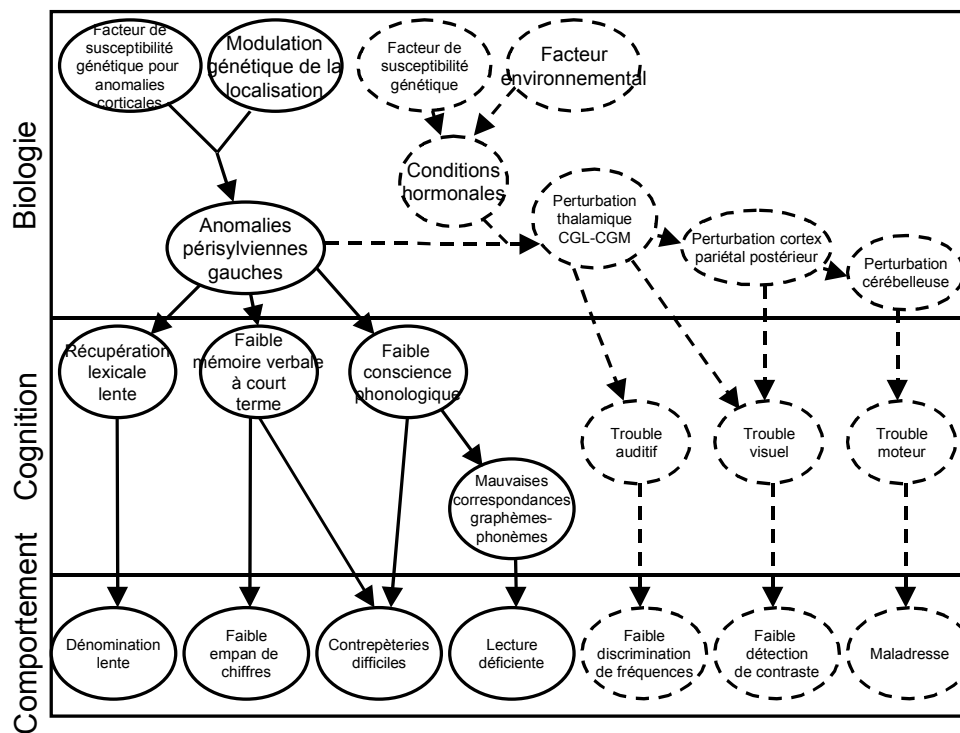 Biologie
Facteur de
susceptibilité
génétique pour
anomalies
corticales
Modulation
génétique de la
localisation
Facteur de
susceptibilité
génétique
Facteur
environnemental
Conditions
hormonales
Anomalies
périsylviennes
gauches
Perturbation
thalamique
CGL-CGM
Perturbation cortex
pariétal postérieur
Perturbation
cérébelleuse
Cognition
Récupération
lexicale
lente
Faible
mémoire verbale
à court
terme
Faible
conscience
phonologique
Mauvaises
correspondances
graphèmes-
phonèmes
Trouble
auditif
Trouble
visuel
Trouble
moteur
Comportement
Dénomination
lente
Faible
empan de
chiffres
Contrepèteries
difficiles
Lecture
déficiente
Faible
discrimination
de fréquences
Faible
détection
de contraste
Maladresse